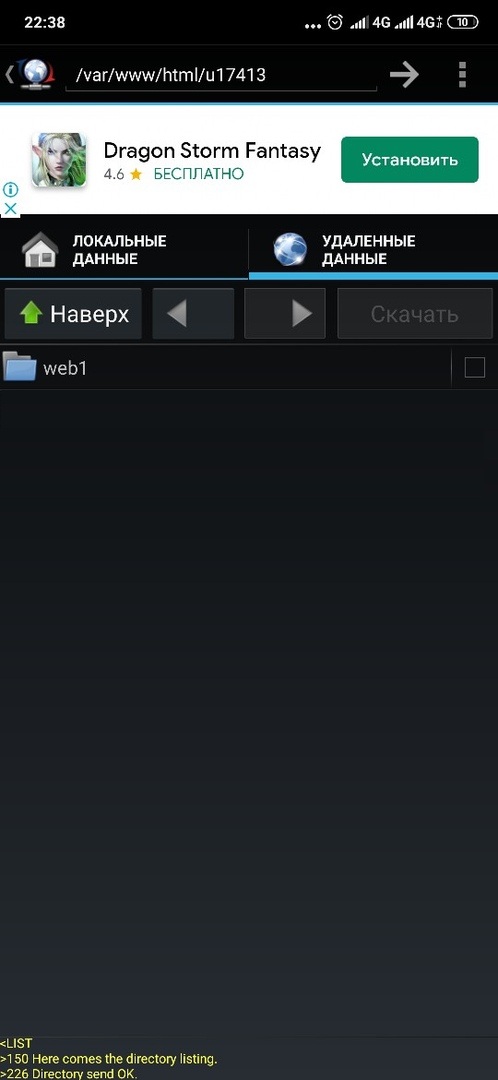 22:38
4G
4G
10
/var/www/html/u17413
Dragon Storm Fantasy
4.6 ★ БЕСПЛАТНО
Установить
ЛОКАЛЬНЫЕ
ДАННЫЕ
УДАЛЕННЫЕ
ДАННЫЕ
Наверх
Скачать
web1
<LIST
>150 Here comes the directory listing.
>226 Directory send OK.